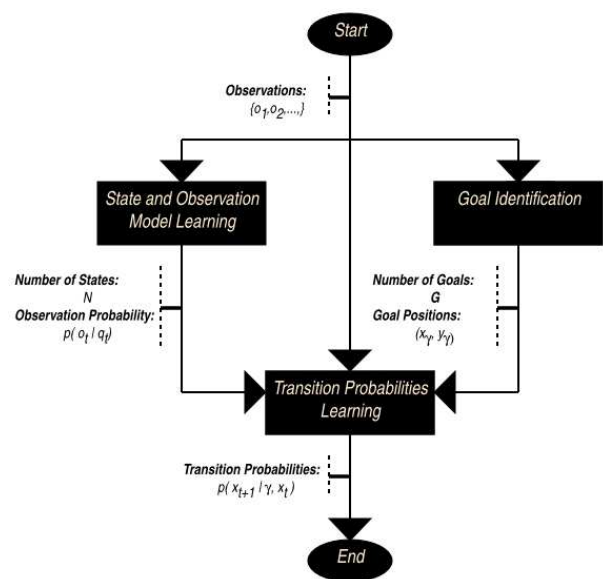 Start
Observations:
{o1,o2,....,}
State and Observation
Model Learning
Goal Identification
Number of States:
N
Observation Probability:
p( ot | qt)
Number of Goals:
G
Goal Positions:
(xγ, yγ)
Transition Probabilities
Learning
Transition Probabilities:
p( xt+1 | γ, xt )
End